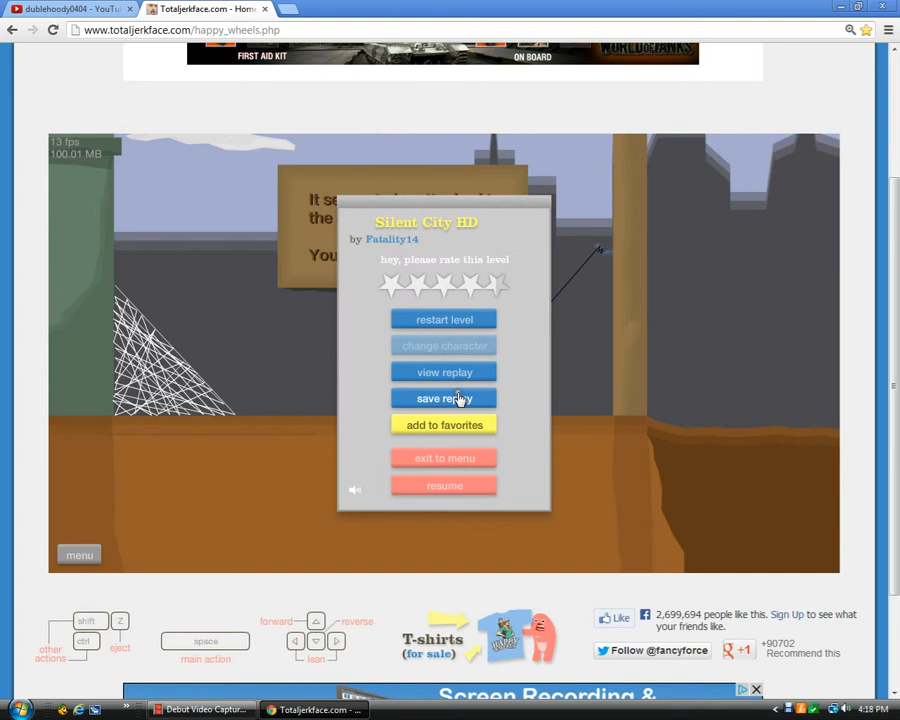 dublehoody0404 - YouTu
Totaljerkface.com - Hom
www.totaljerkface.com/happy_wheels.php
FIRST AID KIT
ON BOARD
WORLD OF TANKS
13 fps
100.01 MB
It se
the
You
Silent City HD
by Fatality14
hey, please rate this level
restart level
change character
view replay
save replay
add to favorites
exit to menu
resume
menu
shift
Z
ctrl
other
actions
eject
space
main action
forward
reverse
lean
T-shirts
(for sale)
Like
2,699,694 people like this. Sign Up to see what
your friends like.
Follow @fancyforce
+1
+90702
Recommend this
Screen Recording &
Debut Video Captur...
Totaljerkface.com - ...
4:18 PM